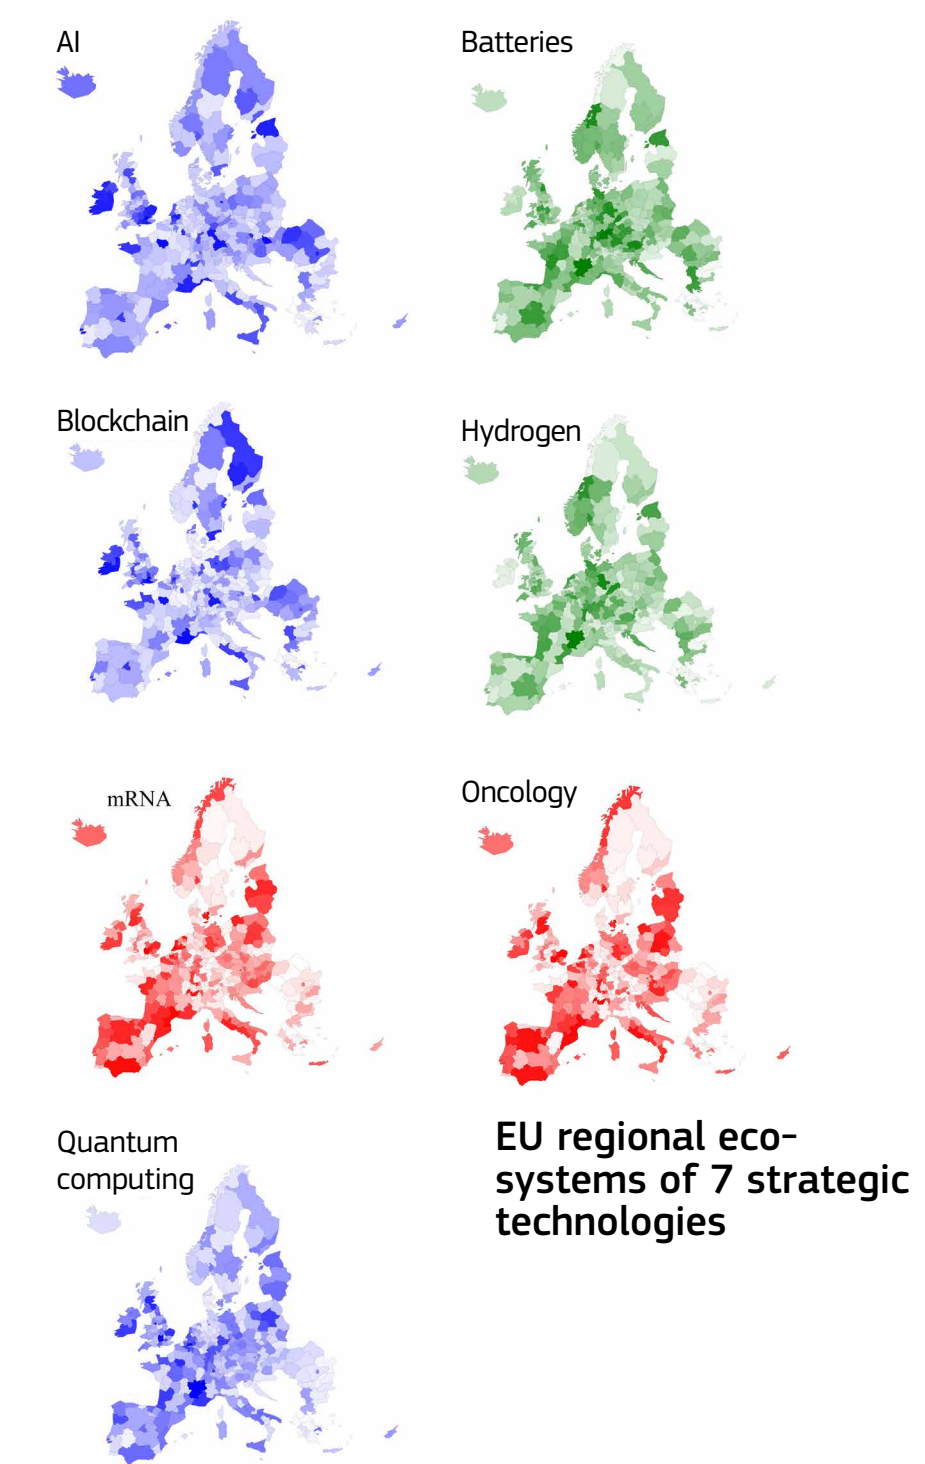 AI
Batteries
Blockchain
Hydrogen
mRNA
Oncology
Quantum
computing
EU regional eco-
systems of 7 strategic
technologies